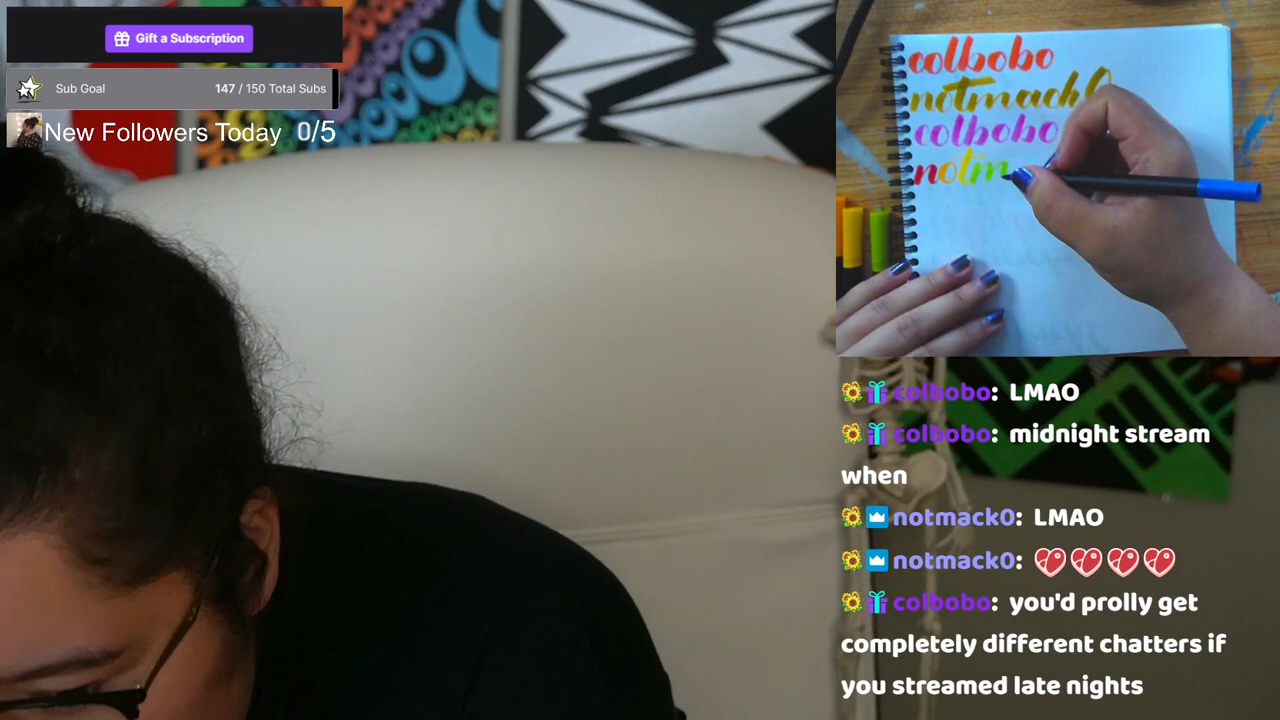 Gift a Subscription
Sub Goal 147 / 150 Total Subs
New Followers Today 0/5
colbobo
notmack0
colbobo
notm
colbobo: LMAO
colbobo: midnight stream
when
notmack0: LMAO
notmack0:
colbobo: you'd prolly get
completely different chatters if
you streamed late nights